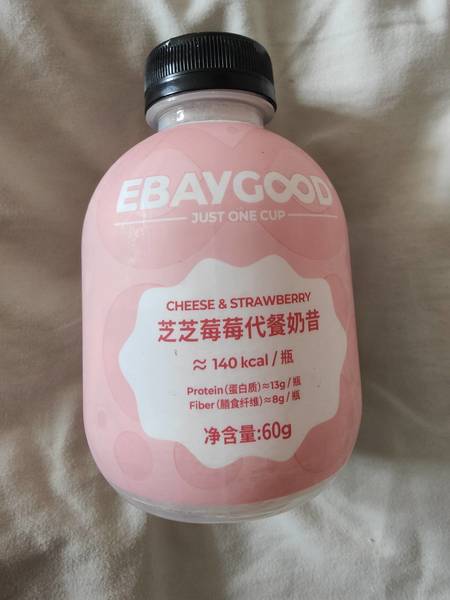 EBAYGOOD
JUST ONE CUP
CHEESE & STRAWBERRY
芝芝莓莓代餐奶昔
≈ 140 kcal / 瓶
Protein (蛋白质)≈13g / 瓶
Fiber (膳食纤维)≈8g / 瓶
净含量:60g